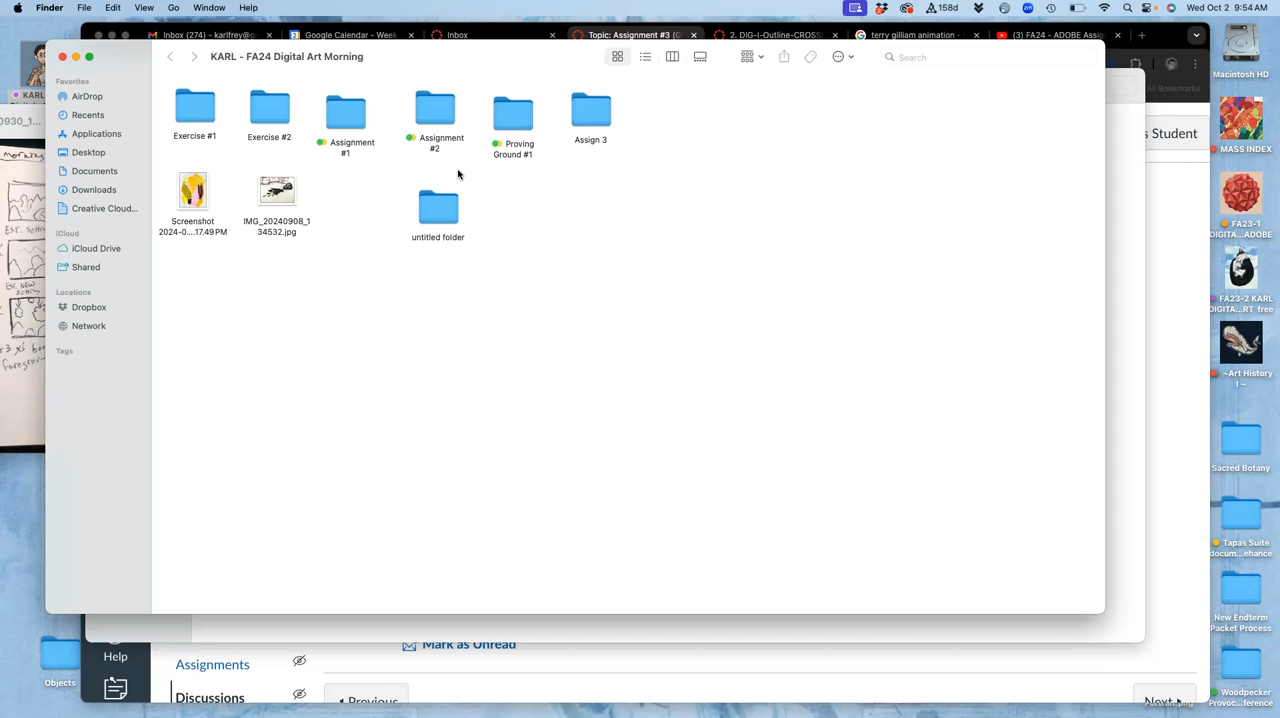 Finder File Edit View Go Window Help
158d
Wed Oct 2 9:54 AM
Inbox (274) - karlfrey@g:
Google Calendar - Week
Inbox
Topic: Assignment #3 (G
2. DIG-I-Outline-CROSS
terry gilliam animation -
(3) FA24 - ADOBE Assig
KARL - FA24 Digital Art Morning
Search
All Bookmarks
KARL
0930_1...
s Student
Favorites
AirDrop
Recents
Applications
Desktop
Documents
Downloads
Creative Cloud...
iCloud
iCloud Drive
Shared
Locations
Dropbox
Network
Tags
Exercise #1
Exercise #2
Assignment
#1
Assignment
#2
Proving
Ground #1
Assign 3
Screenshot
2024-0....17.49 PM
IMG_20240908_1
34532.jpg
untitled folder
Macintosh HD
MASS INDEX
FA23-1
DIGITA...ADOBE
FA23-2 KARL
DIGITA...RT free
~Art History
I ~
Sacred Botany
Tapas Suite
docum...ehance
New Endterm
Packet Process
Woodpecker
Provoc...ference
Objects
Help
Assignments
Discussions
Mark as Unread
Previous
Next